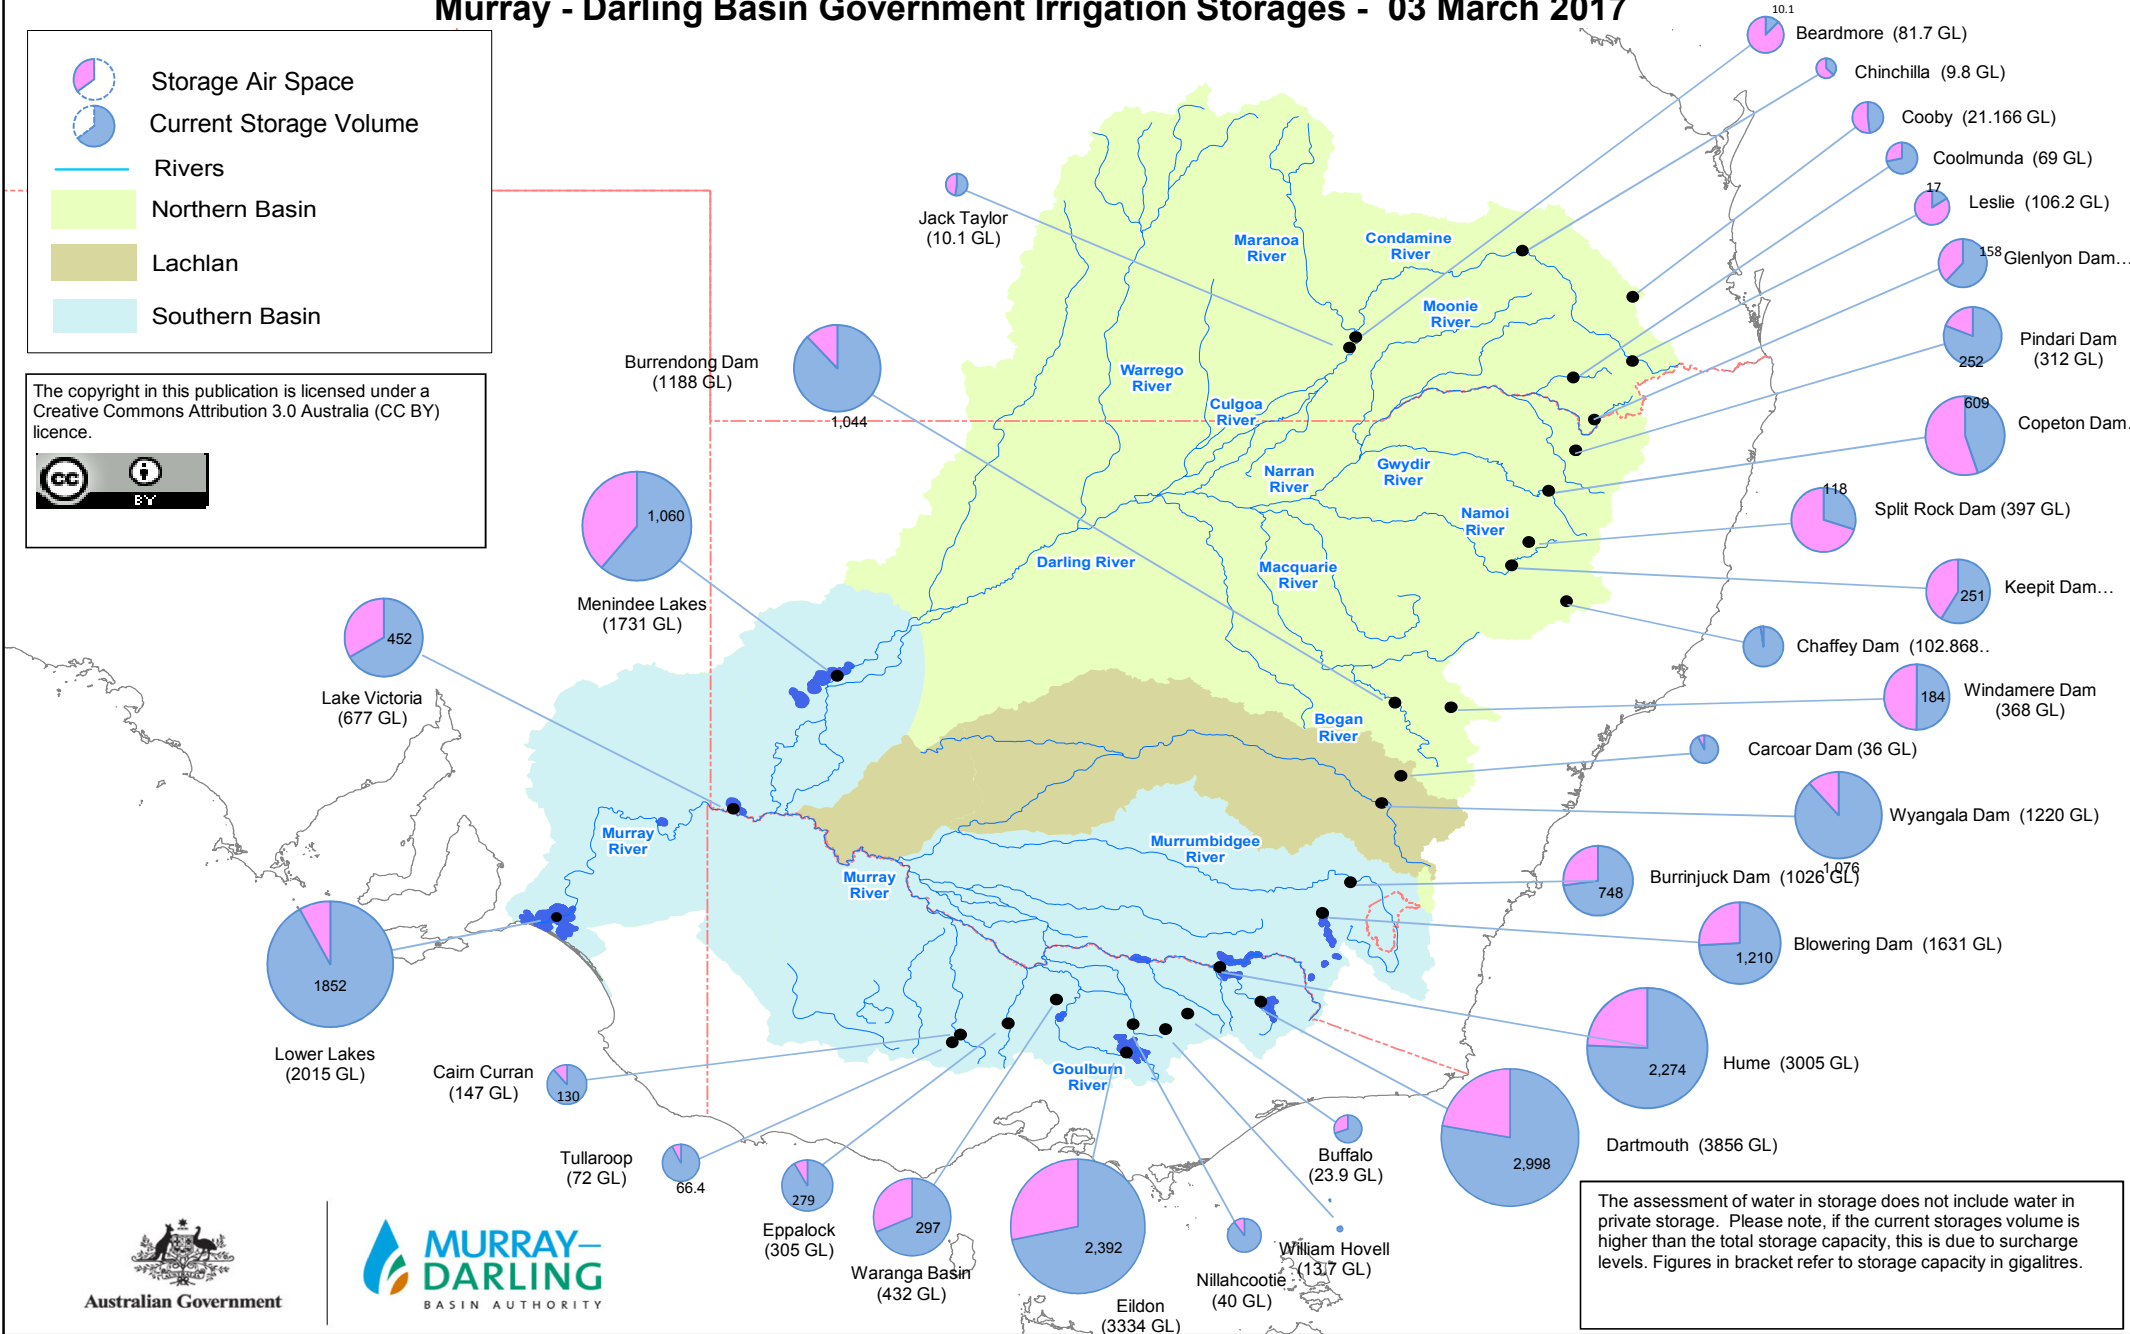 Murray - Darling Basin Government Irrigation Storages - 03 March 2017
Storage Air Space
Current Storage Volume
Rivers
Northern Basin
Lachlan
Southern Basin
The copyright in this publication is licensed under a
Creative Commons Attribution 3.0 Australia (CC BY)
licence.
cc
BY
10.1
Beardmore (81.7 GL)
Chinchilla (9.8 GL)
Cooby (21.166 GL)
Coolmunda (69 GL)
17
Leslie (106.2 GL)
158
Glenlyon Dam...
Pindari Dam
(312 GL)
252
609
Copeton Dam.
118
Split Rock Dam (397 GL)
251
Keepit Dam...
Chaffey Dam (102.868..
184
Windamere Dam
(368 GL)
Carcoar Dam (36 GL)
Wyangala Dam (1220 GL)
1,076
Burrinjuck Dam (1026 GL)
748
Blowering Dam (1631 GL)
1,210
Hume (3005 GL)
2,274
Dartmouth (3856 GL)
2,998
Jack Taylor
(10.1 GL)
Burrendong Dam
(1188 GL)
1,044
1,060
Menindee Lakes
(1731 GL)
452
Lake Victoria
(677 GL)
1852
Lower Lakes
(2015 GL)
Cairn Curran
(147 GL)
130
Tullaroop
(72 GL)
66.4
279
Eppalock
(305 GL)
297
Waranga Basin
(432 GL)
2,392
Eildon
(3334 GL)
Nillahcootie
(40 GL)
William Hovell
(13.7 GL)
Buffalo
(23.9 GL)
Maranoa
River
Condamine
River
Moonie
River
Warrego
River
Culgoa
River
Narran
River
Gwydir
River
Namoi
River
Darling River
Macquarie
River
Bogan
River
Murrumbidgee
River
Murray
River
Murray
River
Goulburn
River
The assessment of water in storage does not include water in
private storage. Please note, if the current storages volume is
higher than the total storage capacity, this is due to surcharge
levels. Figures in bracket refer to storage capacity in gigalitres.
Australian Government
MURRAY–
DARLING
BASIN AUTHORITY